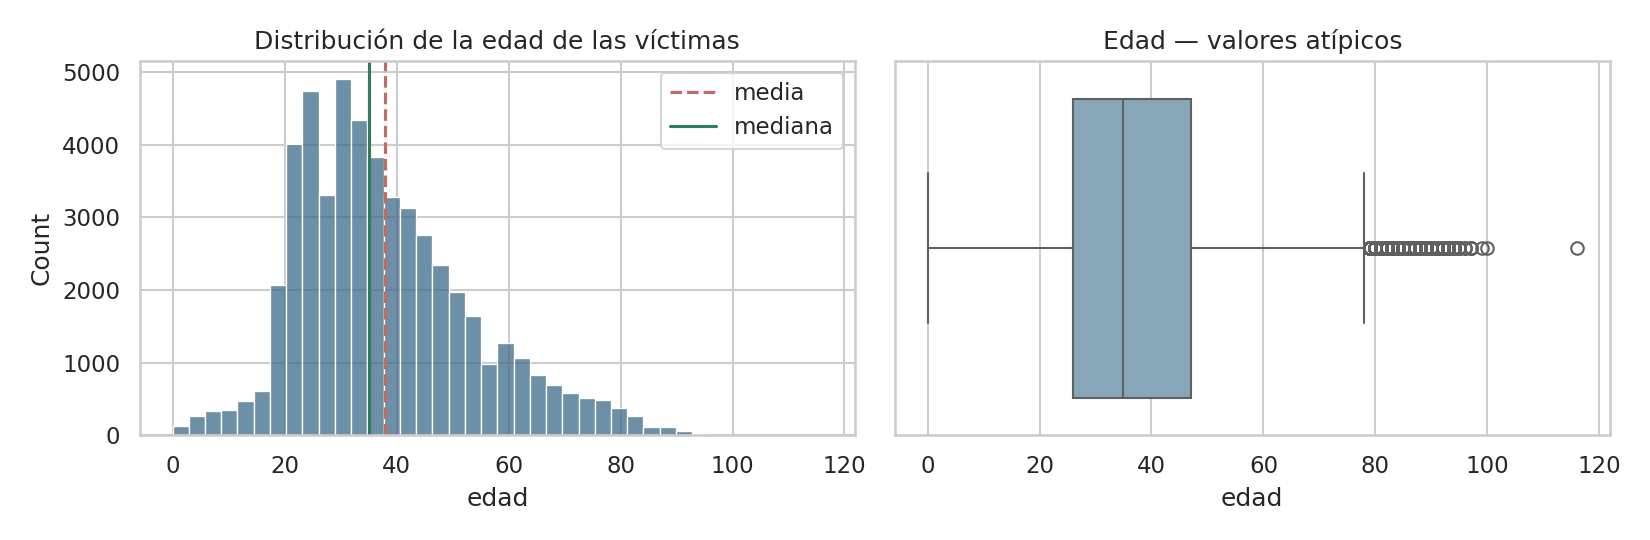 Distribución de la edad de las víctimas
5000
4000
3000
2000
1000
0
Count
media
mediana
0 20 40 60 80 100 120
edad
Edad — valores atípicos
0 20 40 60 80 100 120
edad